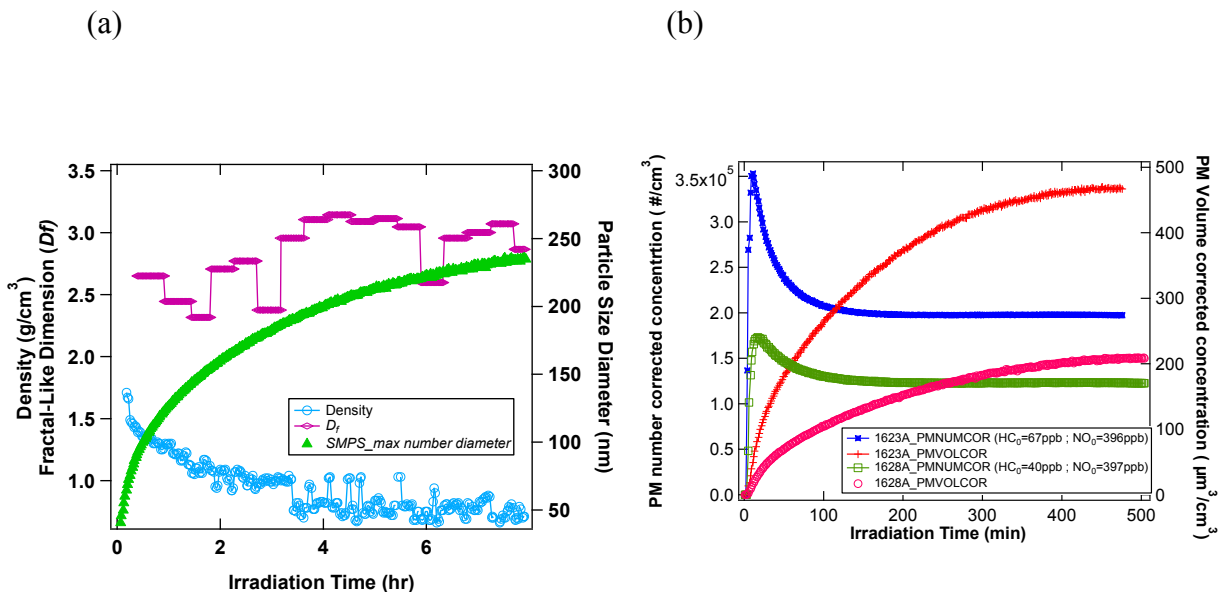 (a)
(b)
3.5
3.0
2.5
2.0
1.5
1.0
Density (g/cm³)
Fractal-Like Dimension (Df)
300
250
200
150
100
50
Particle Size Diameter (nm)
Density
D_f
SMPS_max number diameter
0
2
4
6
Irradiation Time (hr)
3.5x10⁵
3.0
2.5
2.0
1.5
1.0
0.5
0.0
PM number corrected concentrtion ( #/cm³)
500
400
300
200
100
0
PM Volume corrected concentration ( µm³/cm³)
1623A_PMNUMCOR (HC₀=67ppb ; NO₀=396ppb)
1623A_PMVOLCOR
1628A_PMNUMCOR (HC₀=40ppb ; NO₀=397ppb)
1628A_PMVOLCOR
0
100
200
300
400
500
Irradiation Time (min)